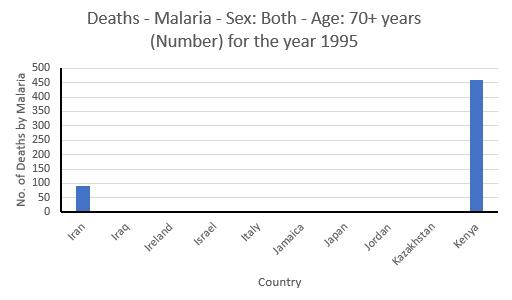 Deaths - Malaria - Sex: Both - Age: 70+ years
(Number) for the year 1995
No. of Deaths by Malaria
500
450
400
350
300
250
200
150
100
50
0
Iran
Iraq
Ireland
Israel
Italy
Jamaica
Japan
Jordan
Kazakhstan
Kenya
Country